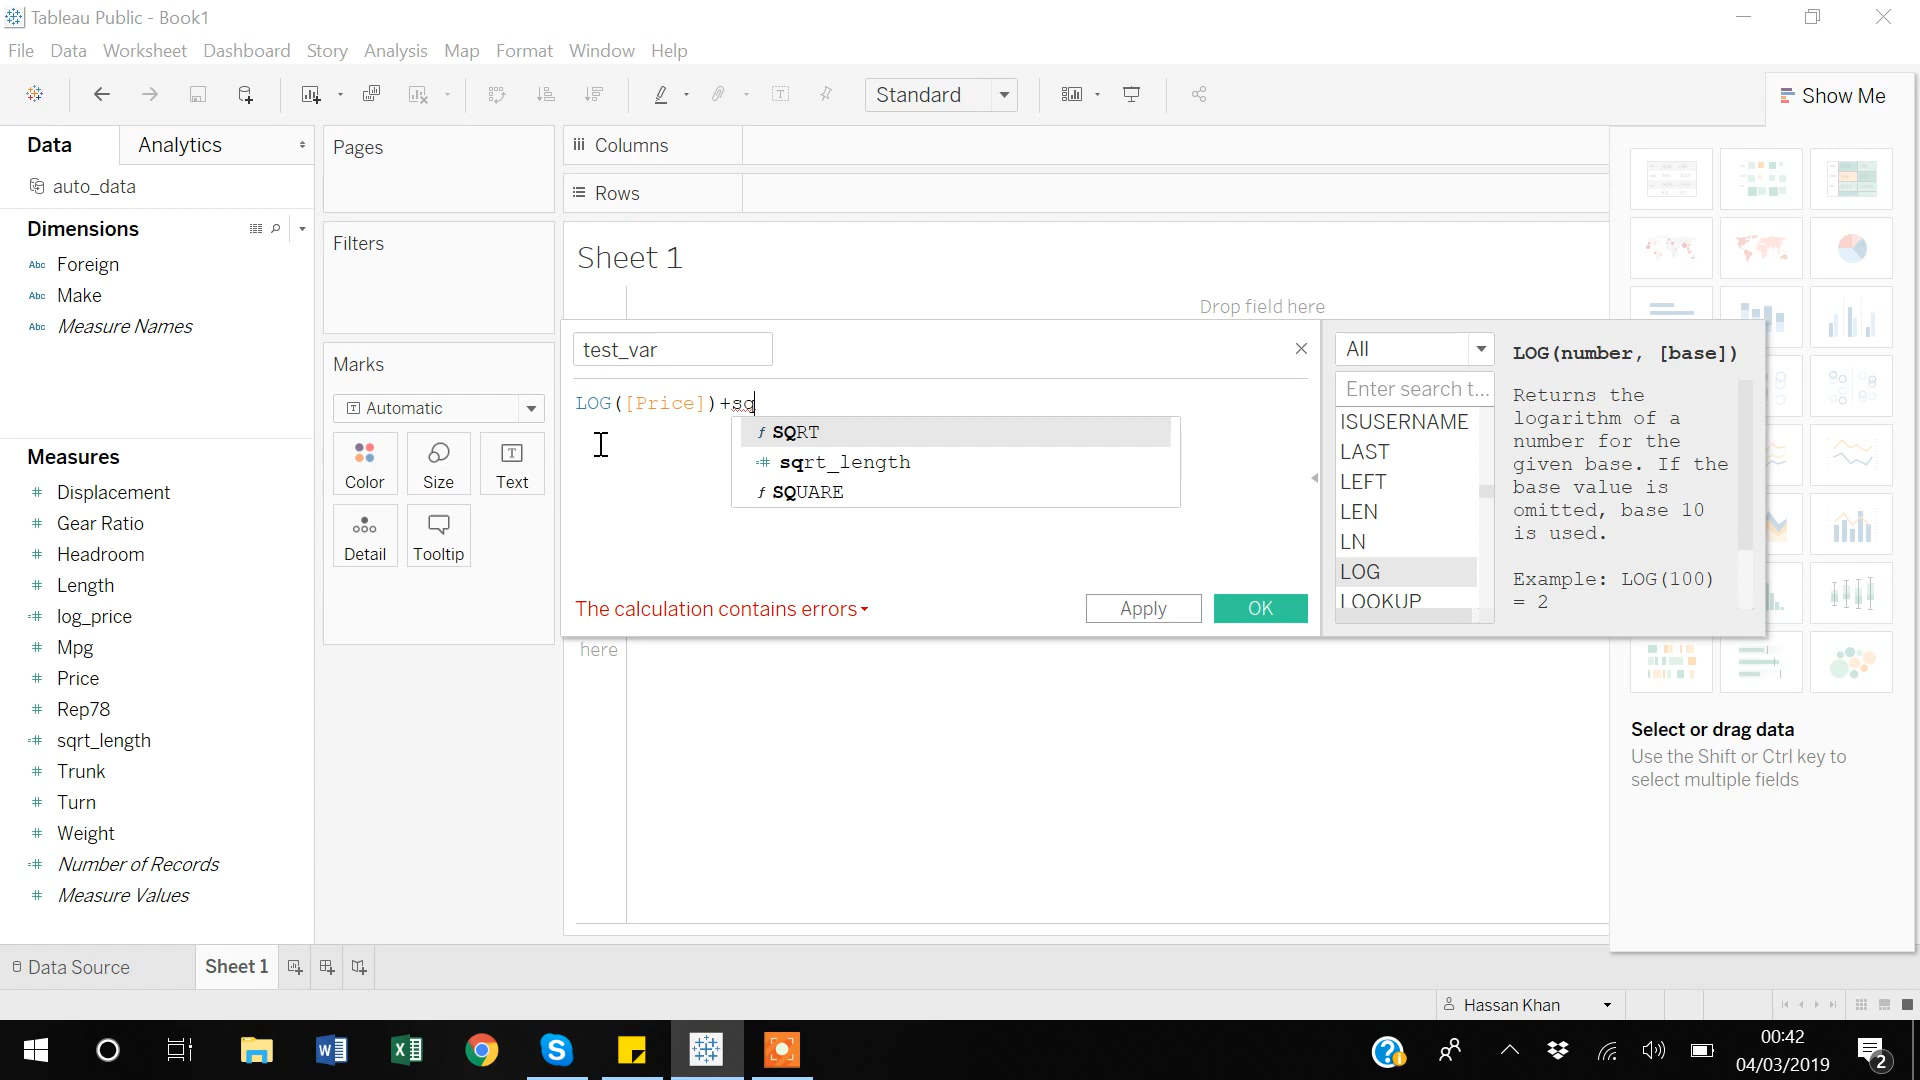 Tableau Public - Book1
File Data Worksheet Dashboard Story Analysis Map Format Window Help
Standard
Show Me
Data Analytics
auto_data
Dimensions
Abc Foreign
Abc Make
Abc Measure Names
Measures
Displacement
Gear Ratio
Headroom
Length
log_price
Mpg
Price
Rep78
sqrt_length
Trunk
Turn
Weight
Number of Records
Measure Values
Pages
Filters
Marks
Automatic
Color Size Text
Detail Tooltip
Columns
Rows
Sheet 1
Drop field here
test_var
LOG([Price])+sq
f SQRT
sqrt_length
f SQUARE
The calculation contains errors
Apply OK
here
All
Enter search t...
ISUSERNAME
LAST
LEFT
LEN
LN
LOG
LOOKUP
LOG(number, [base])
Returns the
logarithm of a
number for the
given base. If the
base value is
omitted, base 10
is used.
Example: LOG(100)
= 2
Select or drag data
Use the Shift or Ctrl key to
select multiple fields
Data Source Sheet 1
Hassan Khan
00:42
04/03/2019
2